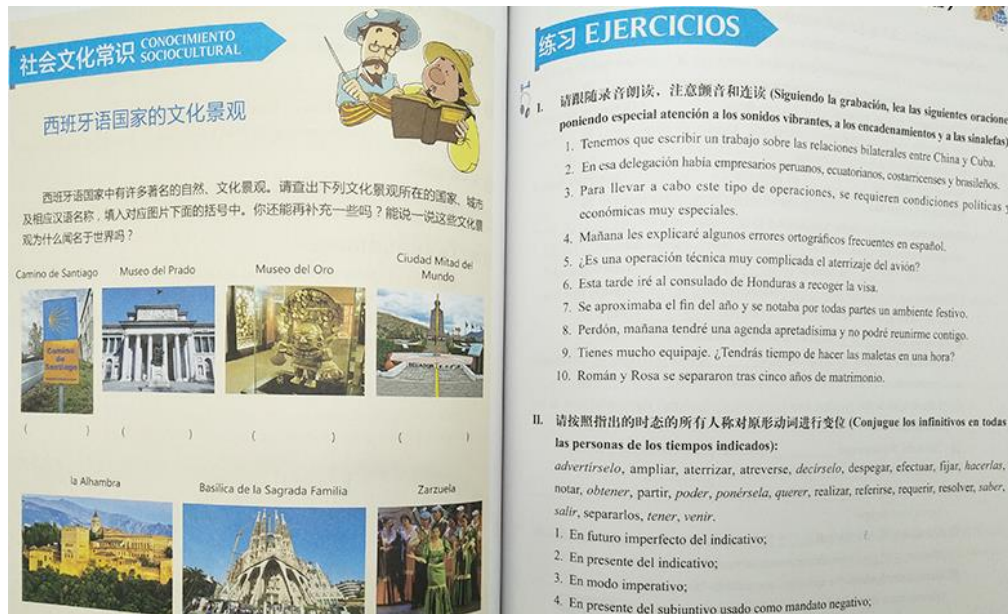 社会文化常识 CONOCIMIENTO
SOCIOCULTURAL
西班牙语国家的文化景观
西班牙语国家中有许多著名的自然、文化景观。请查出下列文化景观所在的国家、城市
及相应汉语名称，填入对应图片下面的括号中。你还能再补充一些吗？能说一说这些文化景
观为什么闻名于世界吗？
Camino de Santiago
Museo del Prado
Museo del Oro
Ciudad Mitad del
Mundo
Camino
de
Santiago
( ) ( ) ( ) ( )
la Alhambra
Basílica de la Sagrada Familia
Zarzuela
练习 EJERCICIOS
I. 请跟随录音朗读，注意颤音和连读 (Siguiendo la grabación, lea las siguientes oracione
poniendo especial atención a los sonidos vibrantes, a los encadenamientos y a las sinalefas)
1. Tenemos que escribir un trabajo sobre las relaciones bilaterales entre China y Cuba.
2. En esa delegación había empresarios peruanos, ecuatorianos, costarricenses y brasileños.
3. Para llevar a cabo este tipo de operaciones, se requieren condiciones políticas y
económicas muy especiales.
4. Mañana les explicaré algunos errores ortográficos frecuentes en español.
5. ¿Es una operación técnica muy complicada el aterrizaje del avión?
6. Esta tarde iré al consulado de Honduras a recoger la visa.
7. Se aproximaba el fin del año y se notaba por todas partes un ambiente festivo.
8. Perdón, mañana tendré una agenda apretadísima y no podré reunirme contigo.
9. Tienes mucho equipaje. ¿Tendrás tiempo de hacer las maletas en una hora?
10. Román y Rosa se separaron tras cinco años de matrimonio.
II. 请按照指出的时态的所有人称对原形动词进行变位 (Conjugue los infinitivos en todas
las personas de los tiempos indicados):
advertírselo, ampliar, aterrizar, atreverse, decírselo, despegar, efectuar, fijar, hacerlas,
notar, obtener, partir, poder, ponérsela, querer, realizar, referirse, requerir, resolver, saber,
salir, separarlos, tener, venir.
1. En futuro imperfecto del indicativo;
2. En presente del indicativo;
3. En modo imperativo;
4. En presente del subjuntivo usado como mandato negativo;